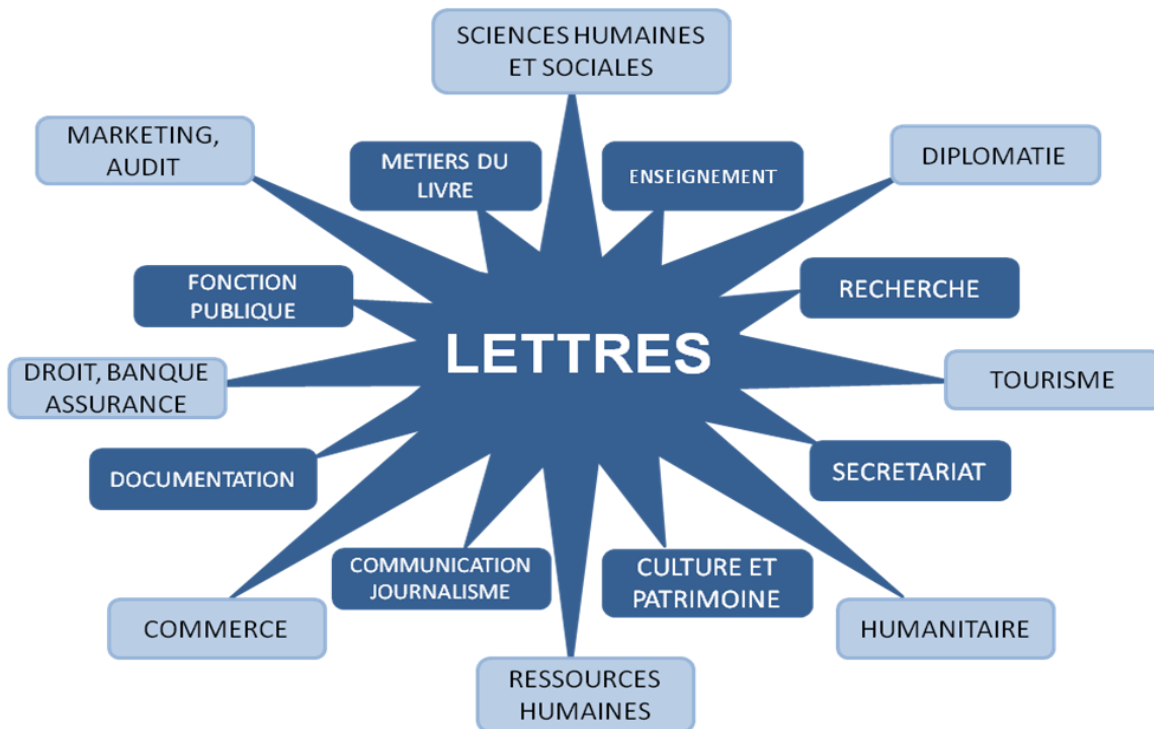 SCIENCES HUMAINES
ET SOCIALES
MARKETING,
AUDIT
METIERS DU
LIVRE
ENSEIGNEMENT
DIPLOMATIE
FONCTION
PUBLIQUE
RECHERCHE
LETTRES
DROIT, BANQUE
ASSURANCE
TOURISME
DOCUMENTATION
SECRETARIAT
COMMUNICATION
JOURNALISME
CULTURE ET
PATRIMOINE
COMMERCE
HUMANITAIRE
RESSOURCES
HUMAINES